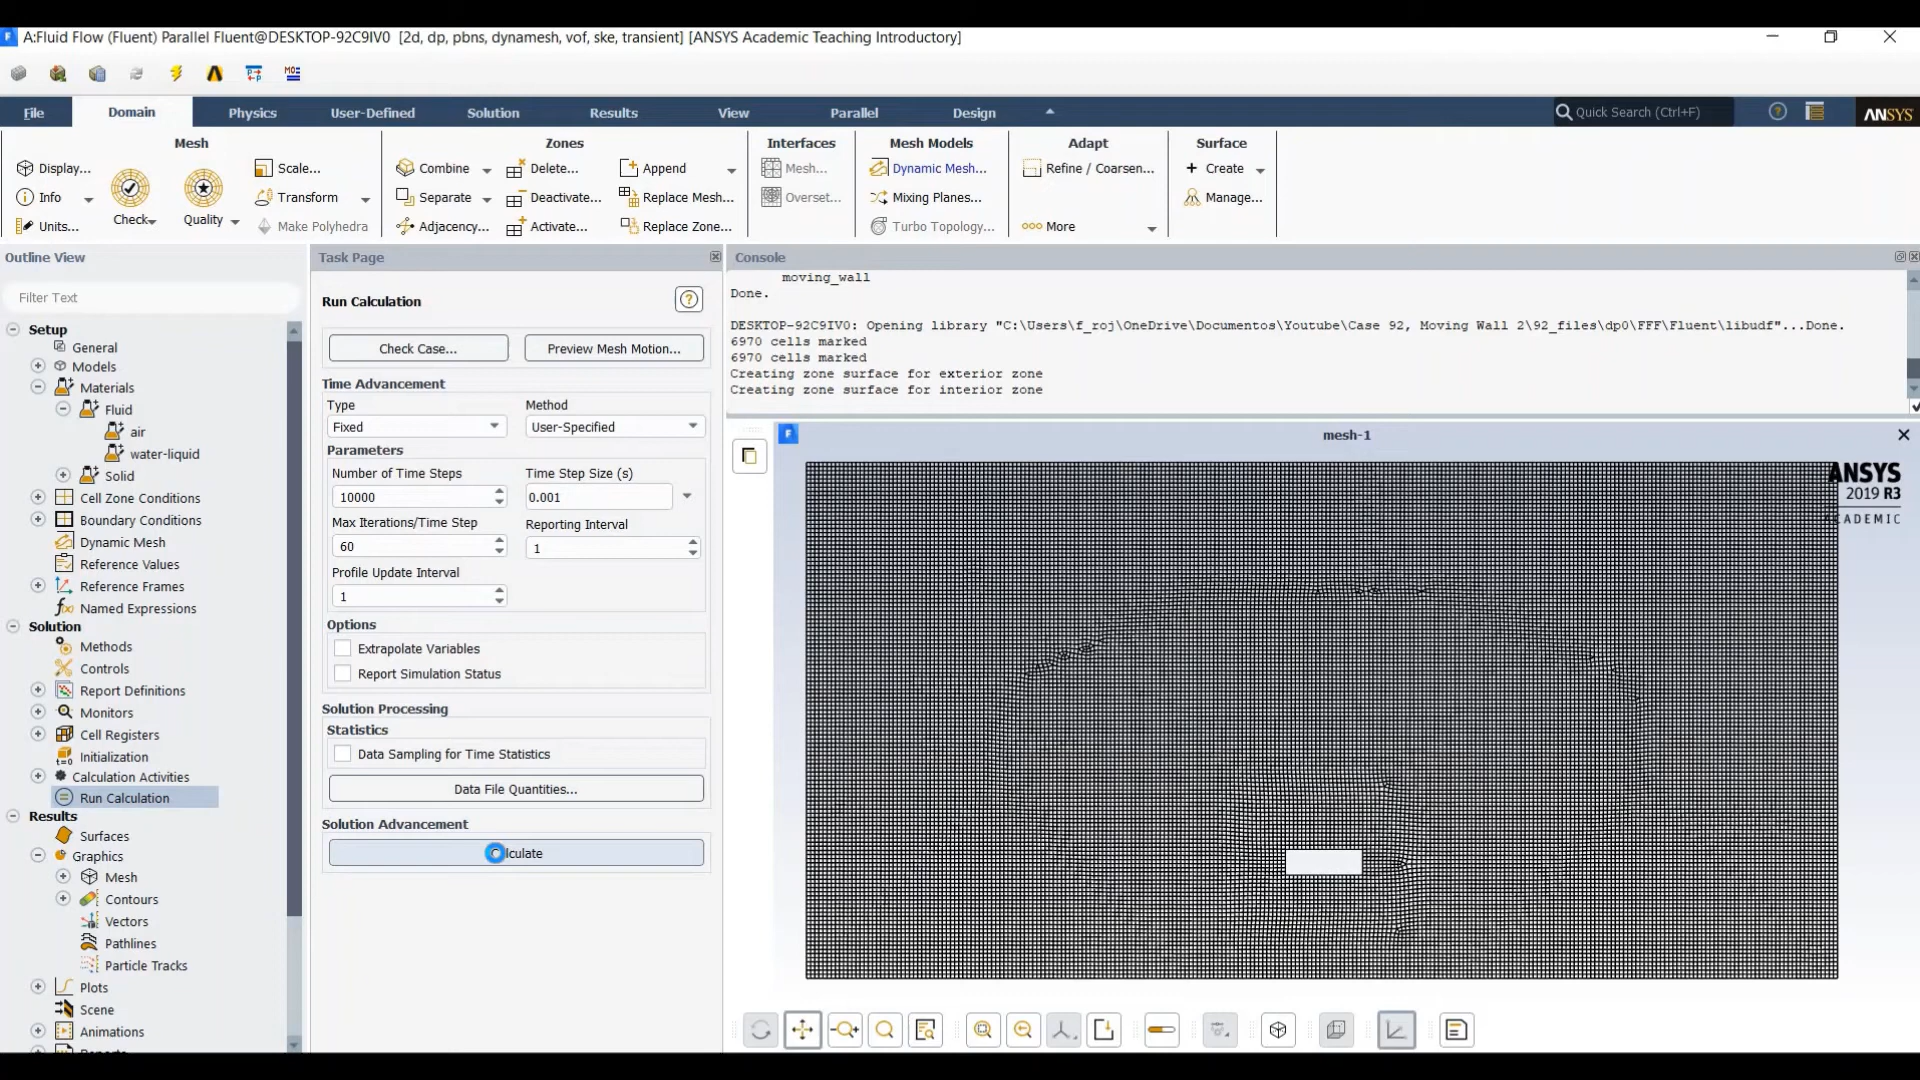 A:Fluid Flow (Fluent) Parallel Fluent@DESKTOP-92C9IV0 [2d, dp, pbns, dynamesh, vof, ske, transient] [ANSYS Academic Teaching Introductory]
File Domain Physics User-Defined Solution Results View Parallel Design Quick Search (Ctrl+F) ANSYS
Mesh Zones Interfaces Mesh Models Adapt Surface
Display... Scale... Combine Delete... Append Mesh... Dynamic Mesh... Refine / Coarsen... Create
Info Check Quality Transform Separate Deactivate... Replace Mesh... Overset... Mixing Planes... Manage...
Units... Make Polyhedra Adjacency... Activate... Replace Zone... Turbo Topology... More
Outline View
Filter Text
Setup
General
Models
Materials
Fluid
air
water-liquid
Solid
Cell Zone Conditions
Boundary Conditions
Dynamic Mesh
Reference Values
Reference Frames
Named Expressions
Solution
Methods
Controls
Report Definitions
Monitors
Cell Registers
Initialization
Calculation Activities
Run Calculation
Results
Surfaces
Graphics
Mesh
Contours
Vectors
Pathlines
Particle Tracks
Plots
Scene
Animations
Task Page
Run Calculation
Check Case... Preview Mesh Motion...
Time Advancement
Type Method
Fixed User-Specified
Parameters
Number of Time Steps Time Step Size (s)
10000 0.001
Max Iterations/Time Step Reporting Interval
60 1
Profile Update Interval
1
Options
Extrapolate Variables
Report Simulation Status
Solution Processing
Statistics
Data Sampling for Time Statistics
Data File Quantities...
Solution Advancement
lculate
Console
moving_wall
Done.
DESKTOP-92C9IV0: Opening library "C:\Users\f_roj\OneDrive\Documentos\Youtube\Case 92, Moving Wall 2\92_files\dp0\FFF\Fluent\libudf"...Done.
6970 cells marked
6970 cells marked
Creating zone surface for exterior zone
Creating zone surface for interior zone
mesh-1
ANSYS
2019 R3